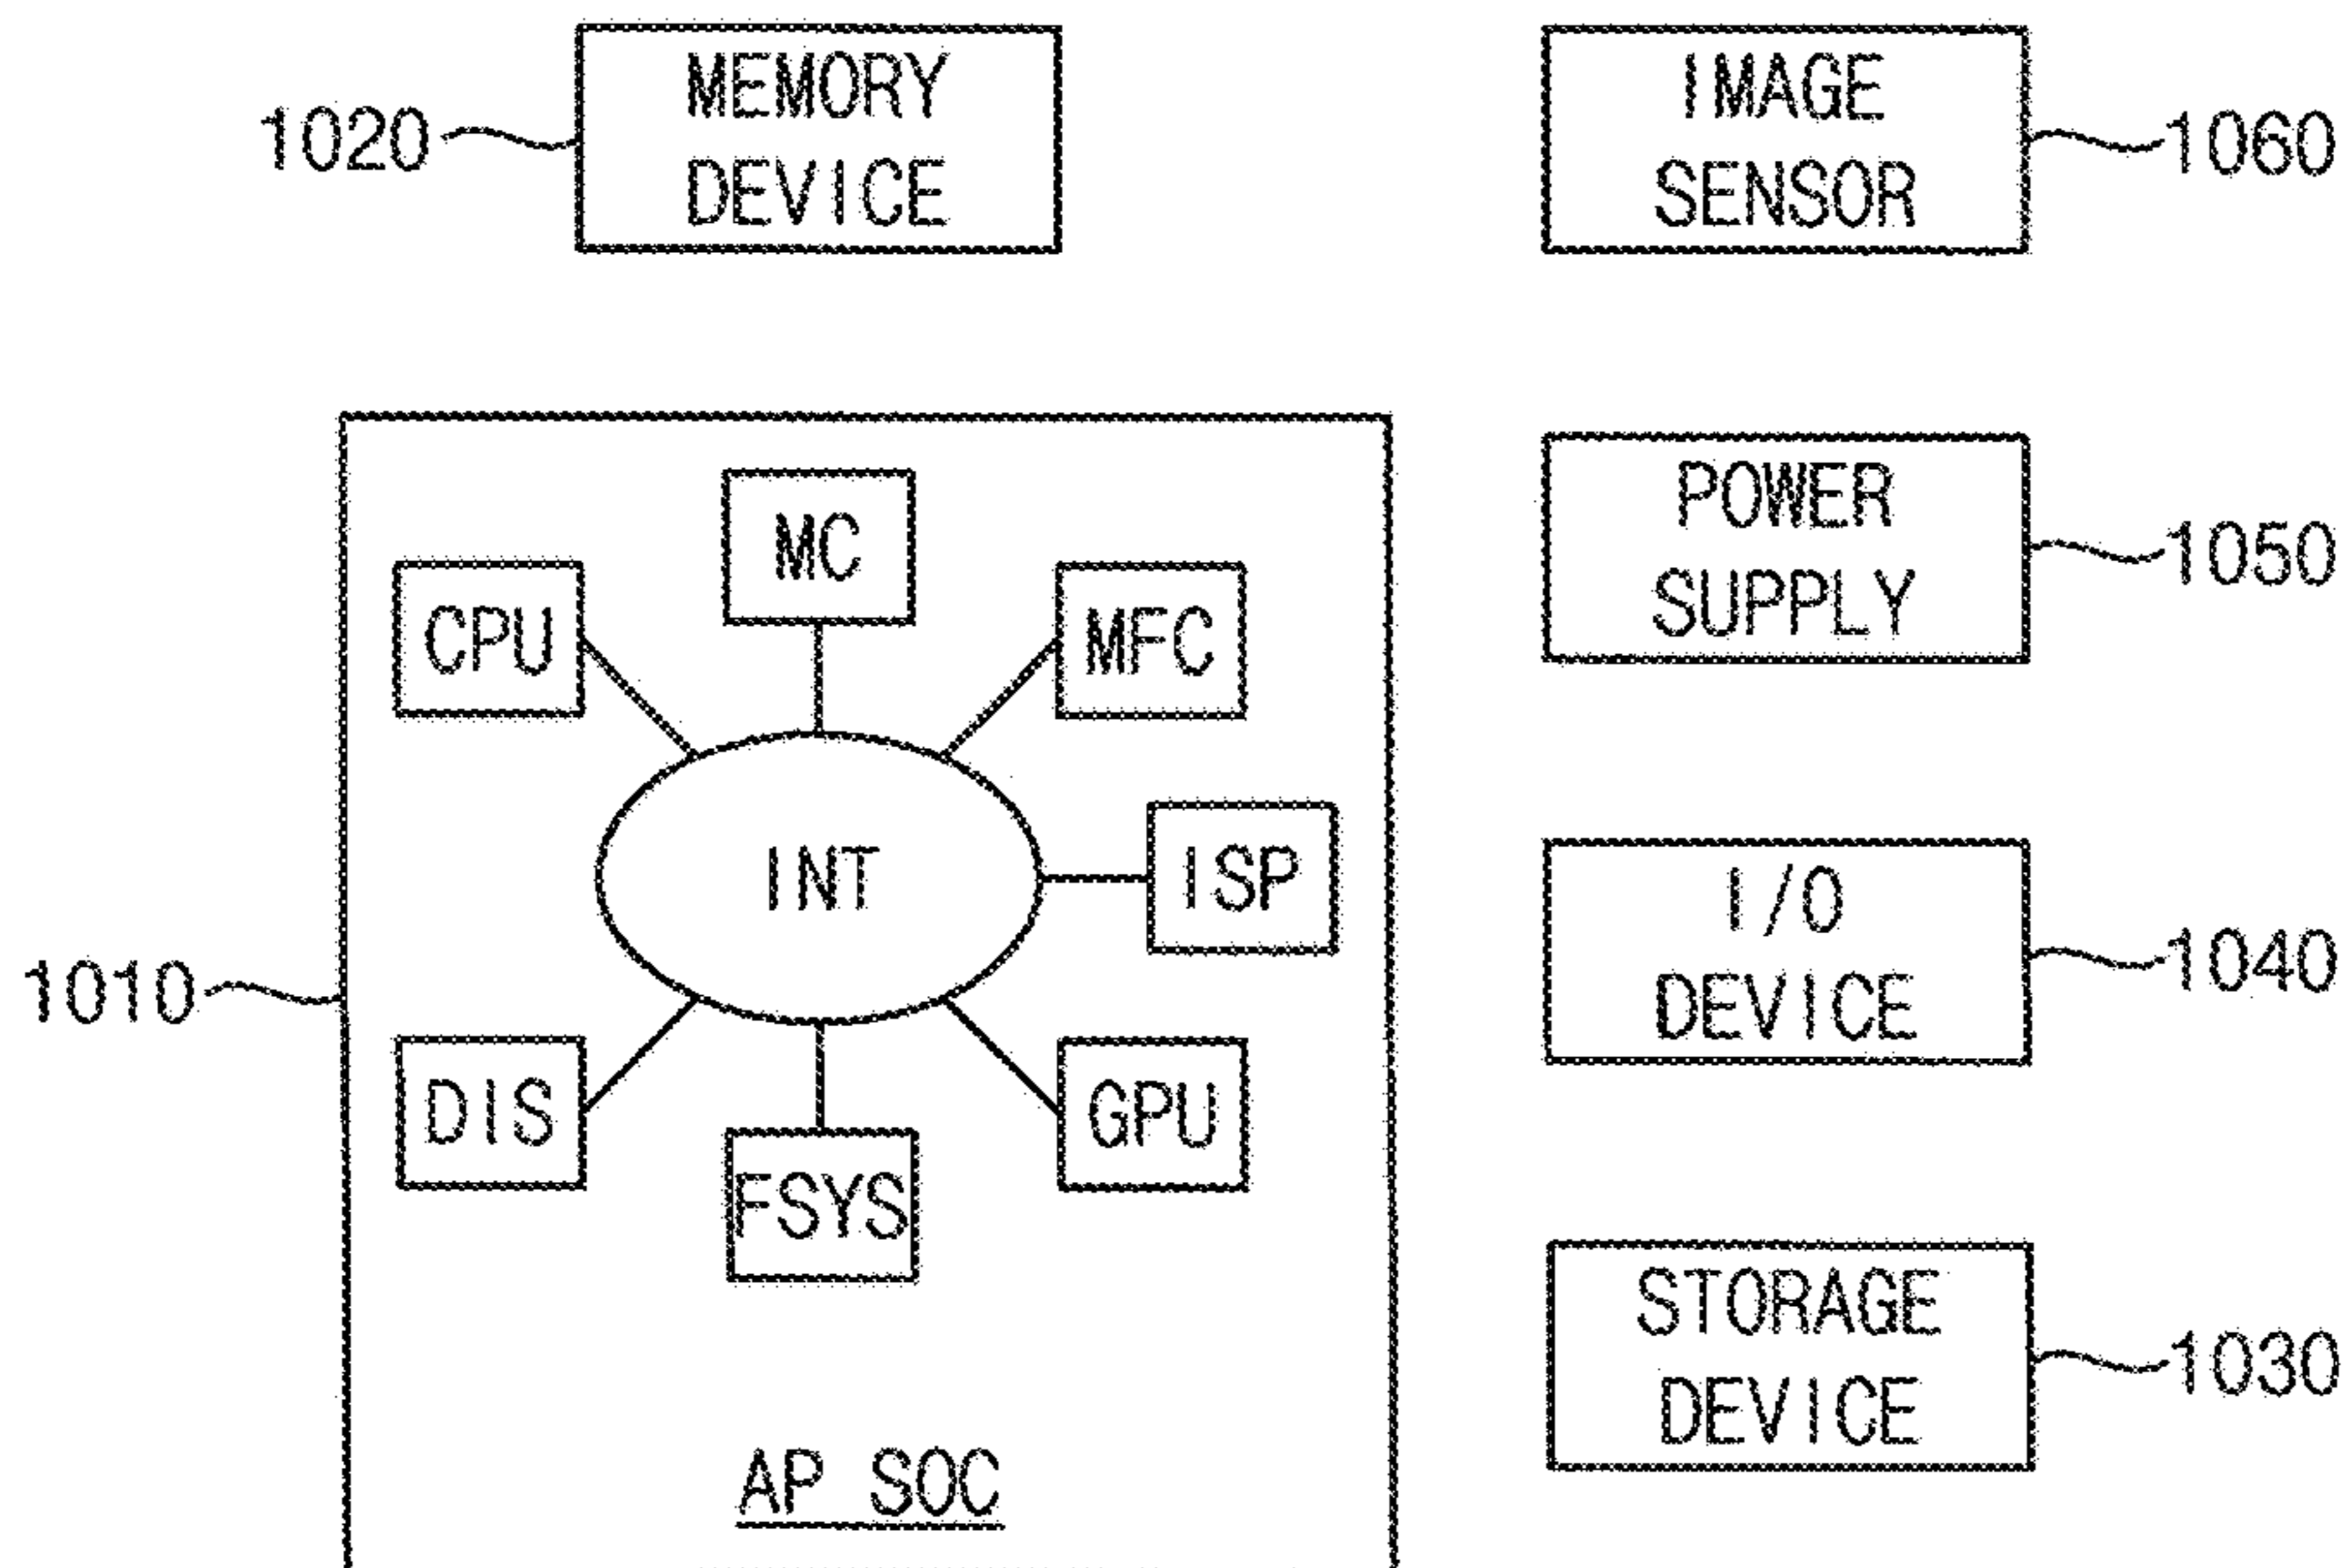 1020
MEMORY
DEVICE
IMAGE
SENSOR
1060
MC
CPU
MFC
INT
ISP
DIS
GPU
FSYS
AP SOC
1010
POWER
SUPPLY
1050
I/O
DEVICE
1040
STORAGE
DEVICE
1030